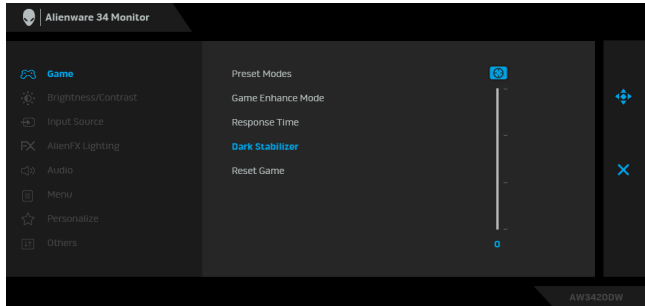 Alienware 34 Monitor
Game
Brightness/Contrast
Input Source
AlienFX Lighting
Audio
Menu
Personalize
Others
Preset Modes
Game Enhance Mode
Response Time
Dark Stabilizer
Reset Game
0
AW3420DW